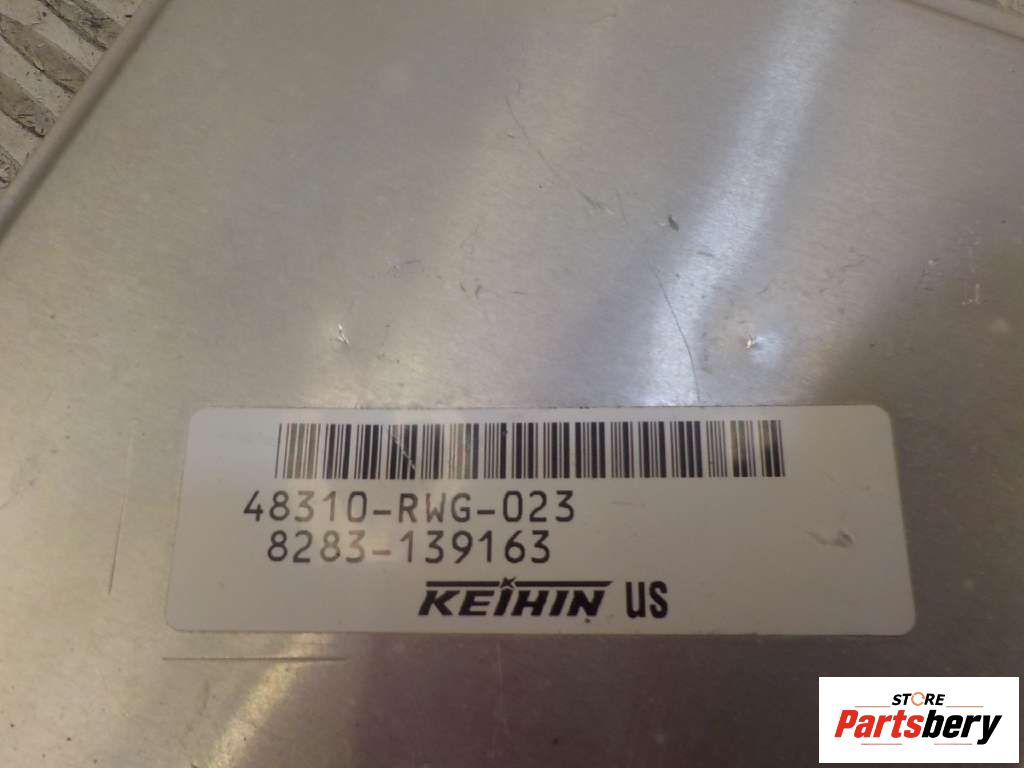 48310-RWG-023
8283-139163
KEIHIN US
STORE
Partsbery